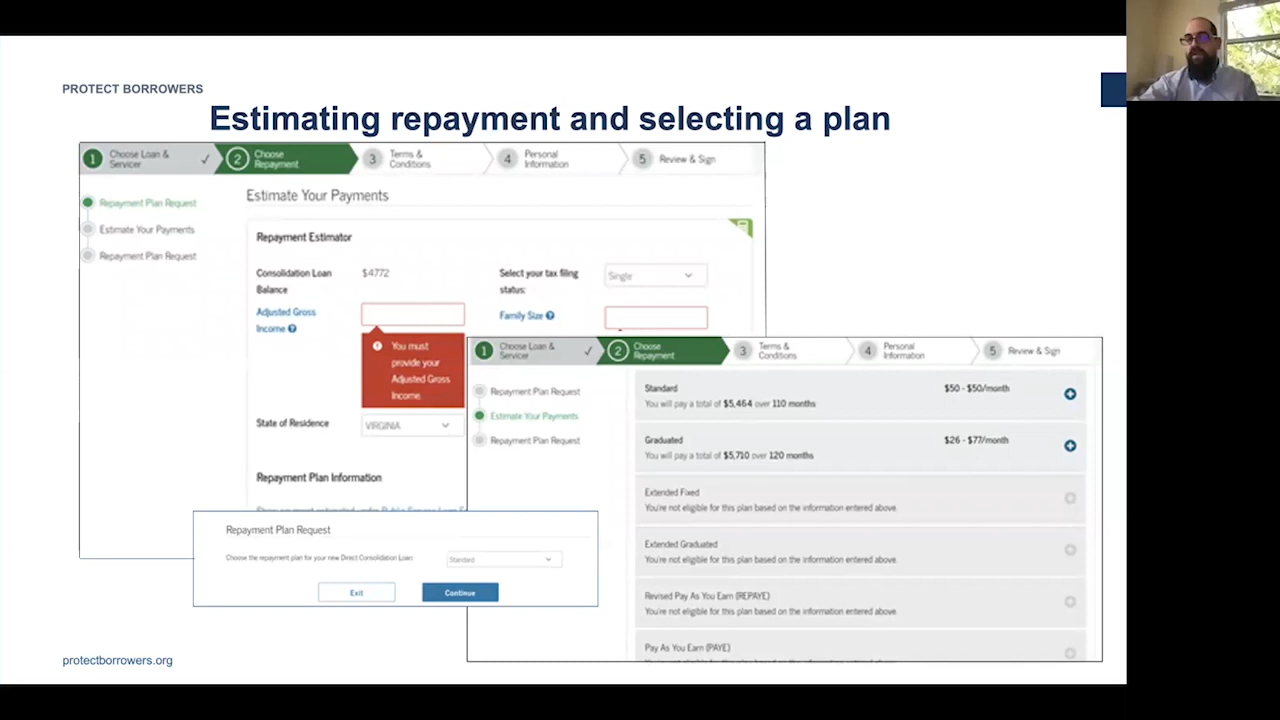 PROTECT BORROWERS
Estimating repayment and selecting a plan
1 Choose Loan & Servicer
2 Choose Repayment
3 Terms & Conditions
4 Personal Information
5 Review & Sign
Repayment Plan Request
Estimate Your Payments
Repayment Plan Request
Estimate Your Payments
Repayment Estimator
Consolidation Loan Balance
$4772
Select your tax filing status:
Single
Adjusted Gross Income
Family Size
You must
provide your
Adjusted Gross
Income.
State of Residence
VIRGINIA
Repayment Plan Information
1 Choose Loan & Servicer
2 Choose Repayment
3 Terms & Conditions
4 Personal Information
5 Review & Sign
Repayment Plan Request
Estimate Your Payments
Repayment Plan Request
Standard
$50 - $50/month
You will pay a total of $5,464 over 110 months
Graduated
$26 - $77/month
You will pay a total of $5,710 over 120 months
Extended Fixed
You're not eligible for this plan based on the information entered above.
Extended Graduated
You're not eligible for this plan based on the information entered above.
Revised Pay As You Earn (REPAYE)
You're not eligible for this plan based on the information entered above.
Pay As You Earn (PAYE)
Repayment Plan Request
Choose the repayment plan for your new Direct Consolidation Loan:
Standard
Exit
Continue
protectborrowers.org